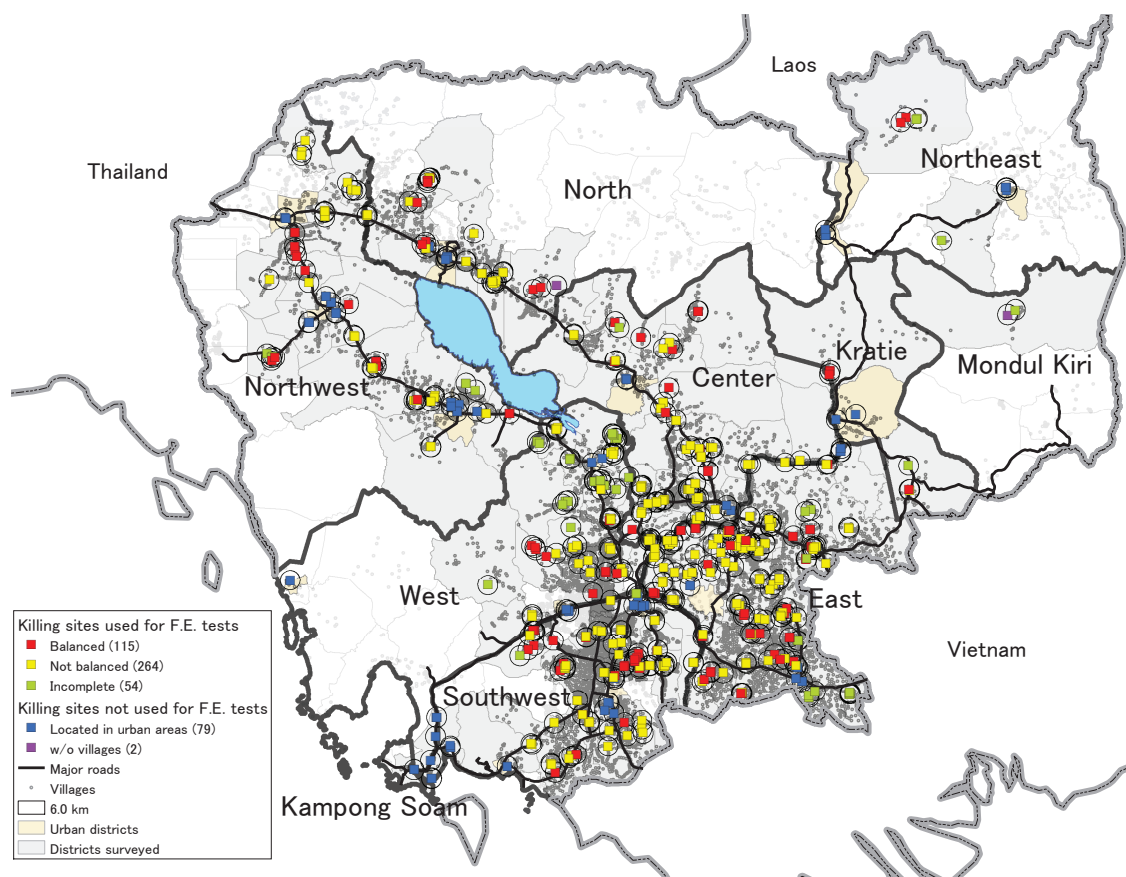 Laos
Thailand
Northeast
North
Kratie
Center
Mondul Kiri
Northwest
West
East
Vietnam
Southwest
Kampong Soam
Killing sites used for F.E. tests
Balanced (115)
Not balanced (264)
Incomplete (54)
Killing sites not used for F.E. tests
Located in urban areas (79)
w/o villages (2)
Major roads
Villages
6.0 km
Urban districts
Districts surveyed